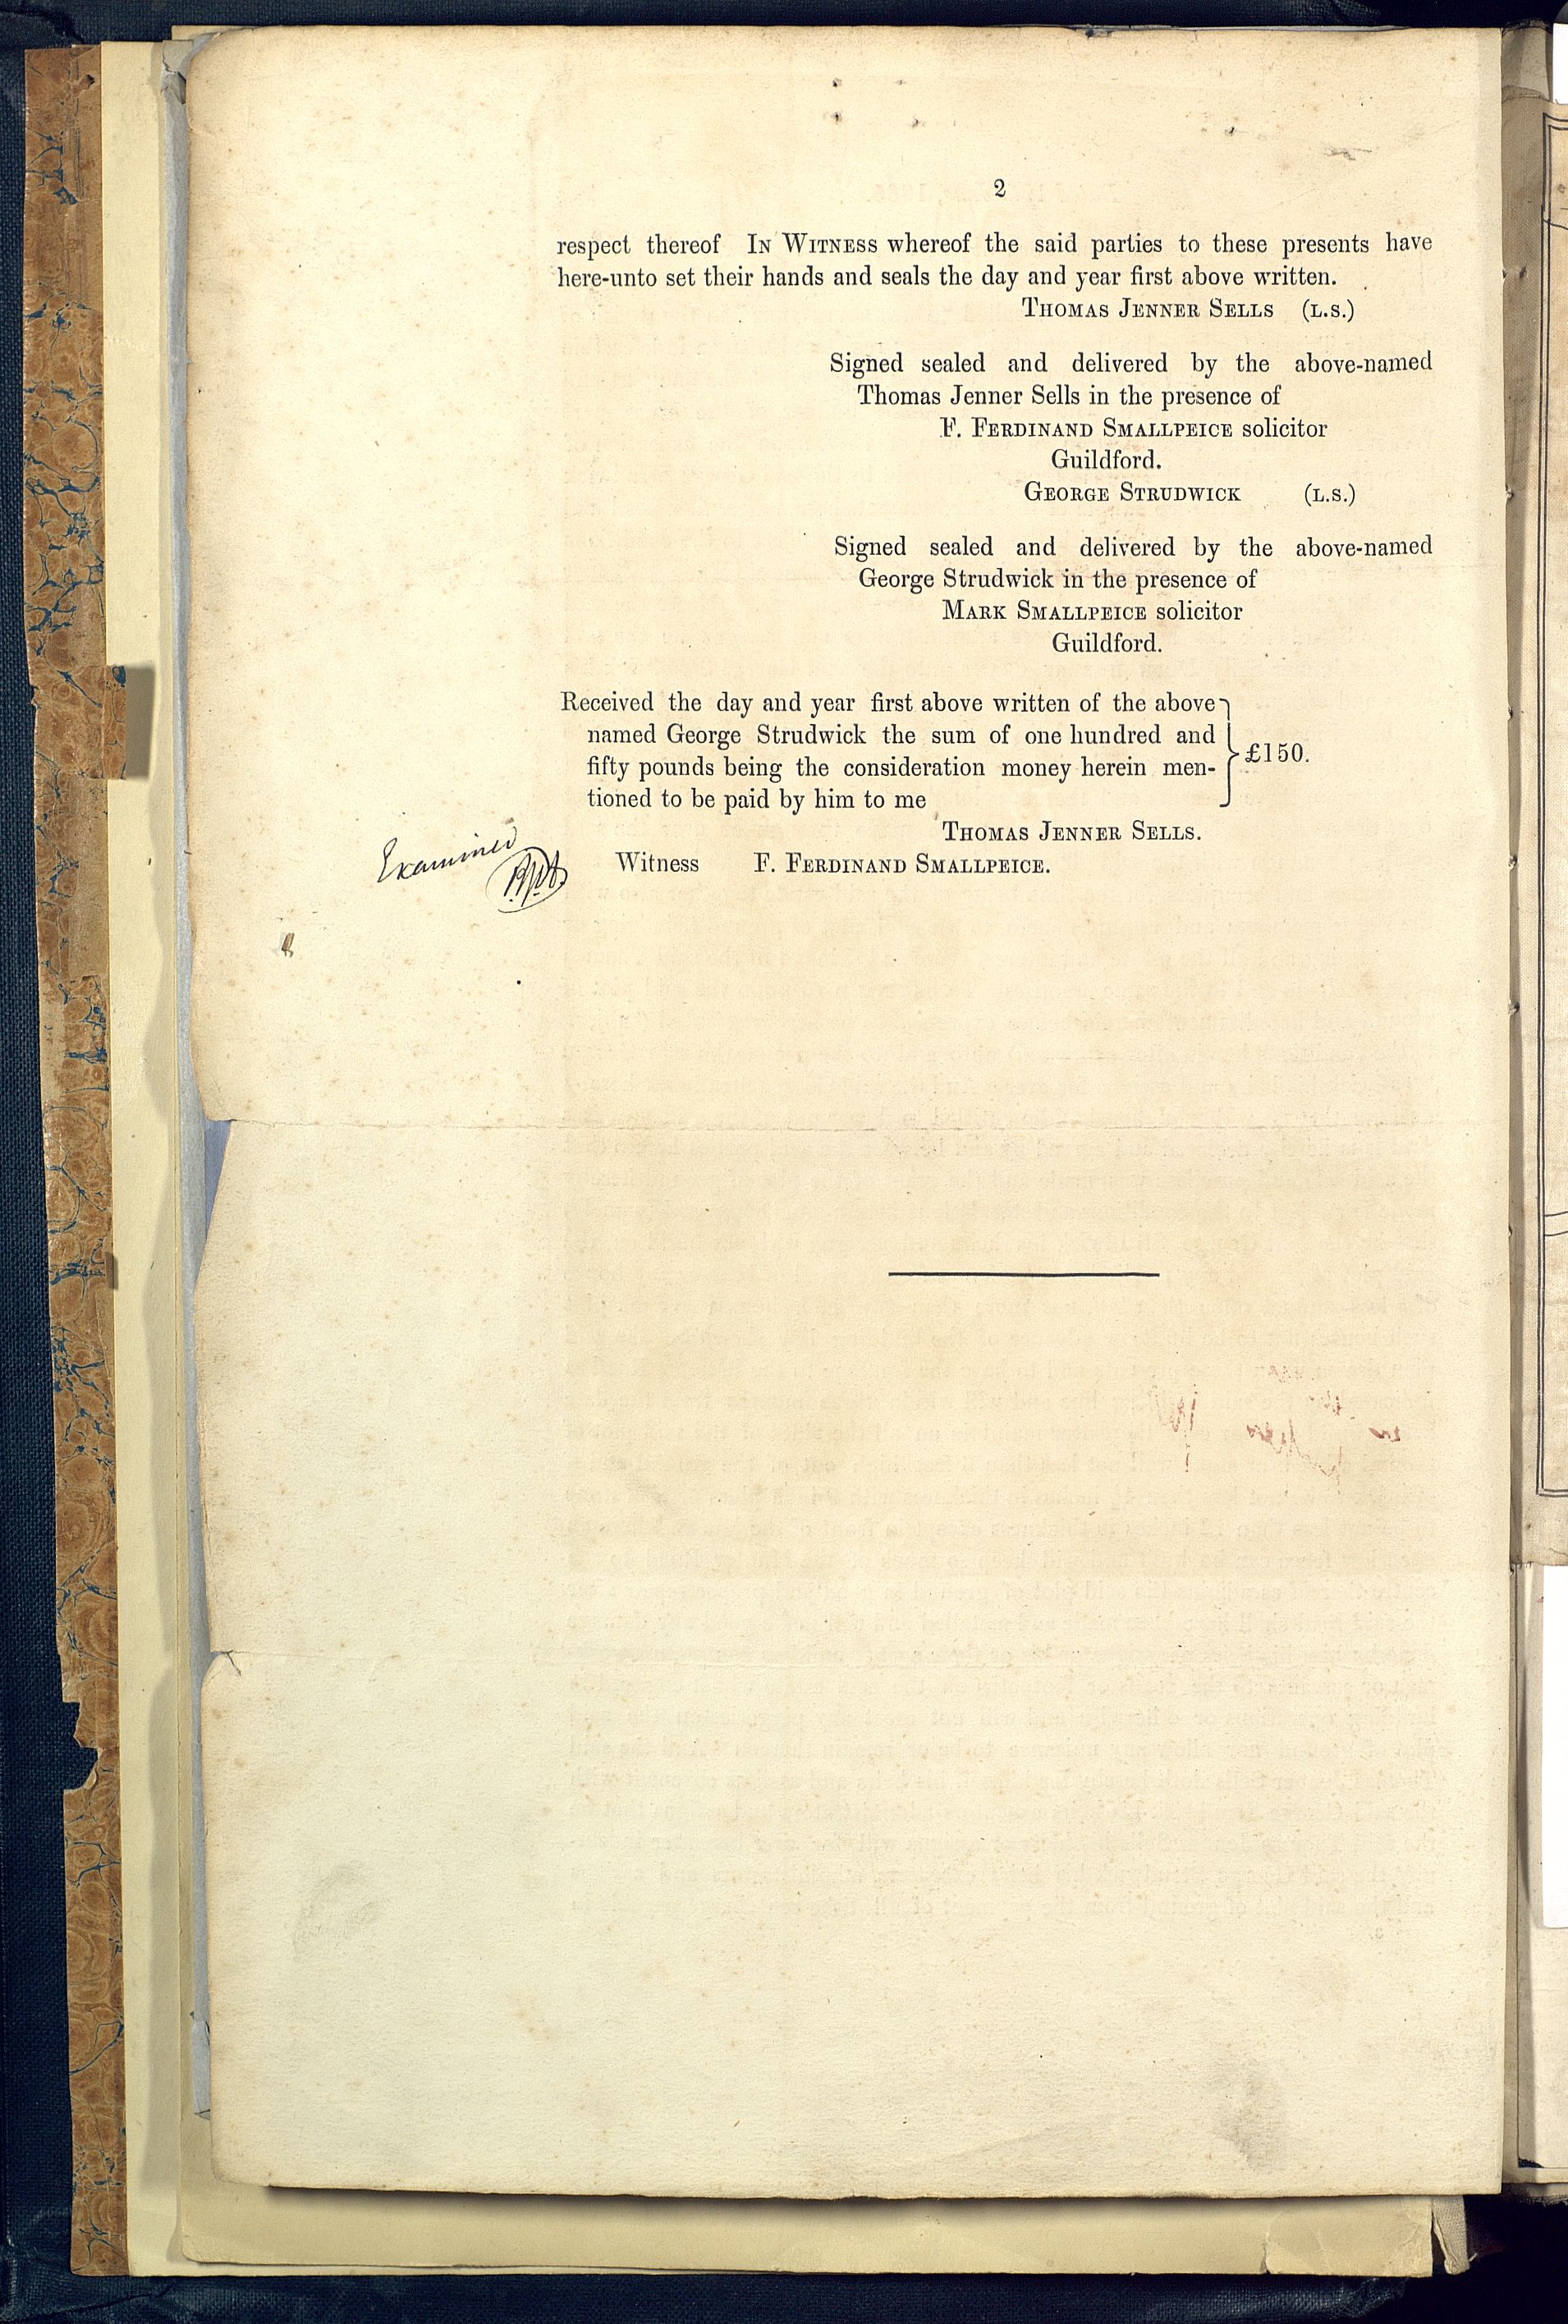 2
respect thereof IN WITNESS whereof the said parties to these presents have
here-unto set their hands and seals the day and year first above written.
THOMAS JENNER SELLS (L.S.)
Signed sealed and delivered by the above-named
Thomas Jenner Sells in the presence of
F. FERDINAND SMALLPEICE solicitor
Guildford.
GEORGE STRUDWICK (L.S.)
Signed sealed and delivered by the above-named
George Strudwick in the presence of
MARK SMALLPEICE solicitor
Guildford.
Received the day and year first above written of the above
named George Strudwick the sum of one hundred and
fifty pounds being the consideration money herein men-
tioned to be paid by him to me
£150.
THOMAS JENNER SELLS.
Examined
Witness F. FERDINAND SMALLPEICE.